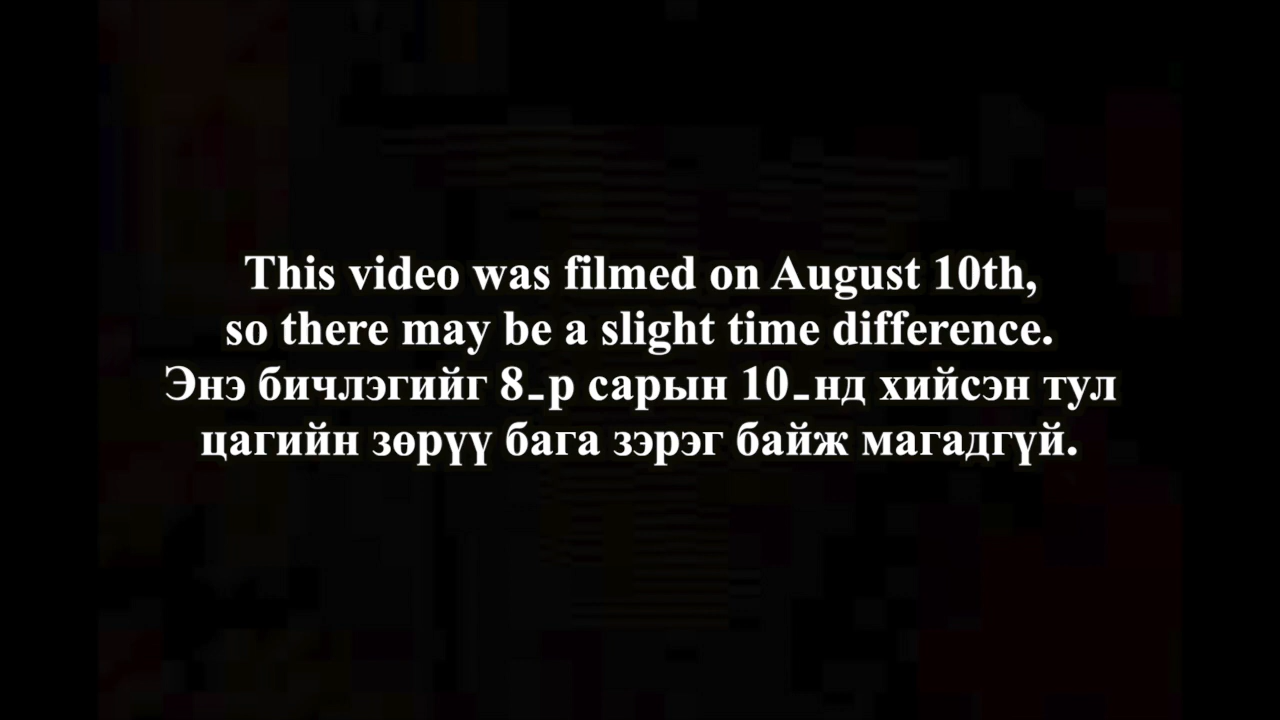 This video was filmed on August 10th,
so there may be a slight time difference.
Энэ бичлэгийг 8-р сарын 10-нд хийсэн тул
цагийн зөрүү бага зэрэг байж магадгүй.